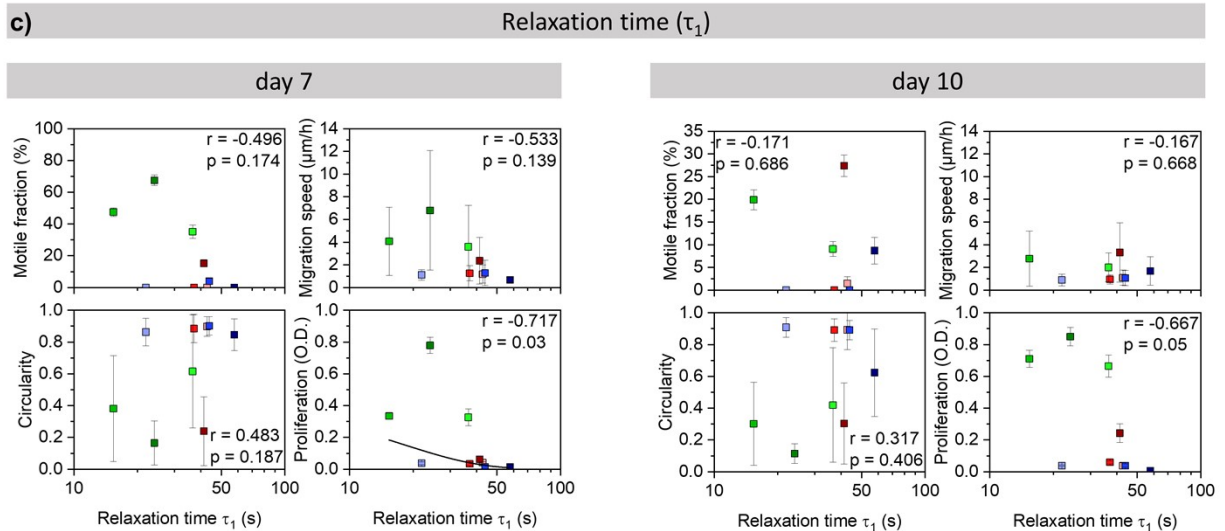 c) Relaxation time (τ1)
day 7
day 10
Motile fraction (%)
100
80
60
40
20
0
r = -0.496
p = 0.174
Migration speed (µm/h)
14
12
10
8
6
4
2
0
r = -0.533
p = 0.139
Circularity
1.0
0.8
0.6
0.4
0.2
0.0
r = 0.483
p = 0.187
10
50
100
Relaxation time τ1 (s)
Proliferation (O.D.)
1.0
0.8
0.6
0.4
0.2
0.0
r = -0.717
p = 0.03
10
50
100
Relaxation time τ1 (s)
Motile fraction (%)
35
30
25
20
15
10
5
0
r = -0.171
p = 0.686
Migration speed (µm/h)
14
12
10
8
6
4
2
0
r = -0.167
p = 0.668
Circularity
1.0
0.8
0.6
0.4
0.2
0.0
r = 0.317
p = 0.406
10
50
100
Relaxation time τ1 (s)
Proliferation (O.D.)
1.0
0.8
0.6
0.4
0.2
0.0
r = -0.667
p = 0.05
10
50
100
Relaxation time τ1 (s)